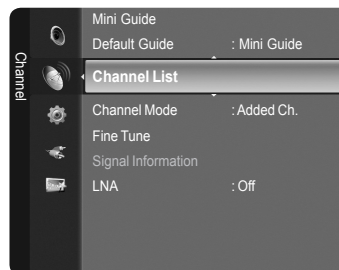 Channel
Mini Guide
Default Guide : Mini Guide
Channel List
Channel Mode : Added Ch.
Fine Tune
Signal Information
LNA : Off